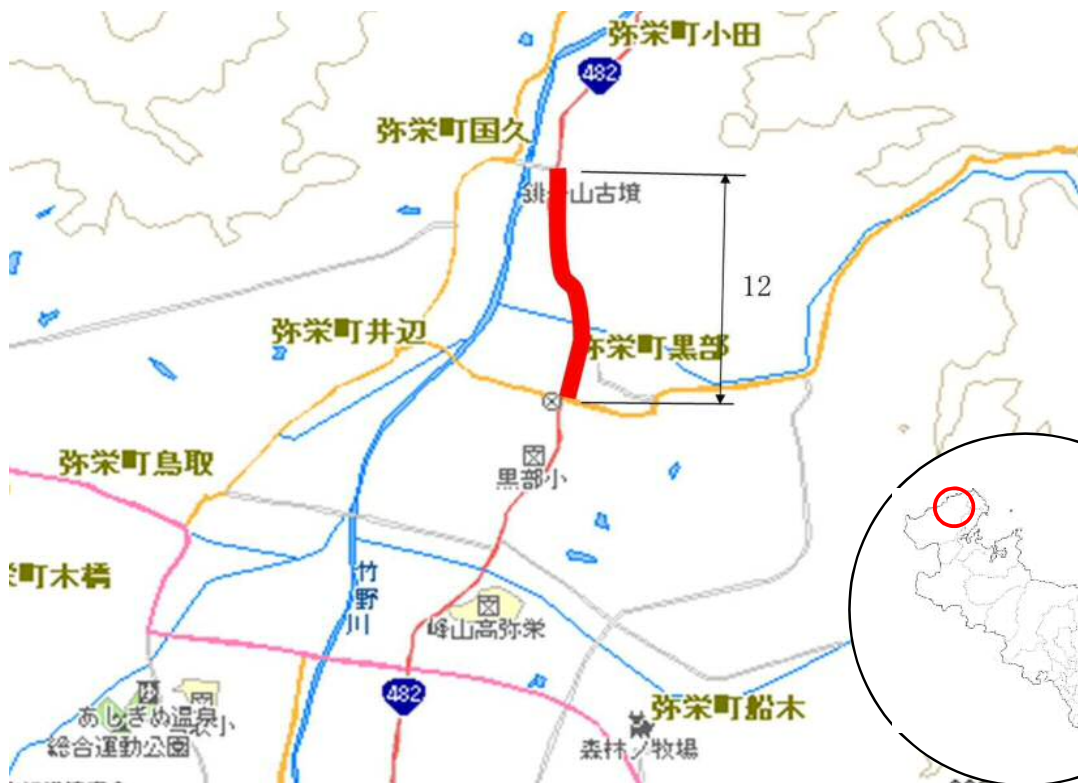 弥栄町小田
482
弥栄町国久
銚子山古墳
12
弥栄町井辺
弥栄町黒部
弥栄町鳥取
黒部小
町木橋
竹野川
峰山高弥栄
482
弥栄町船木
あしぎぬ温泉
小
総合運動公園
森林ノ牧場